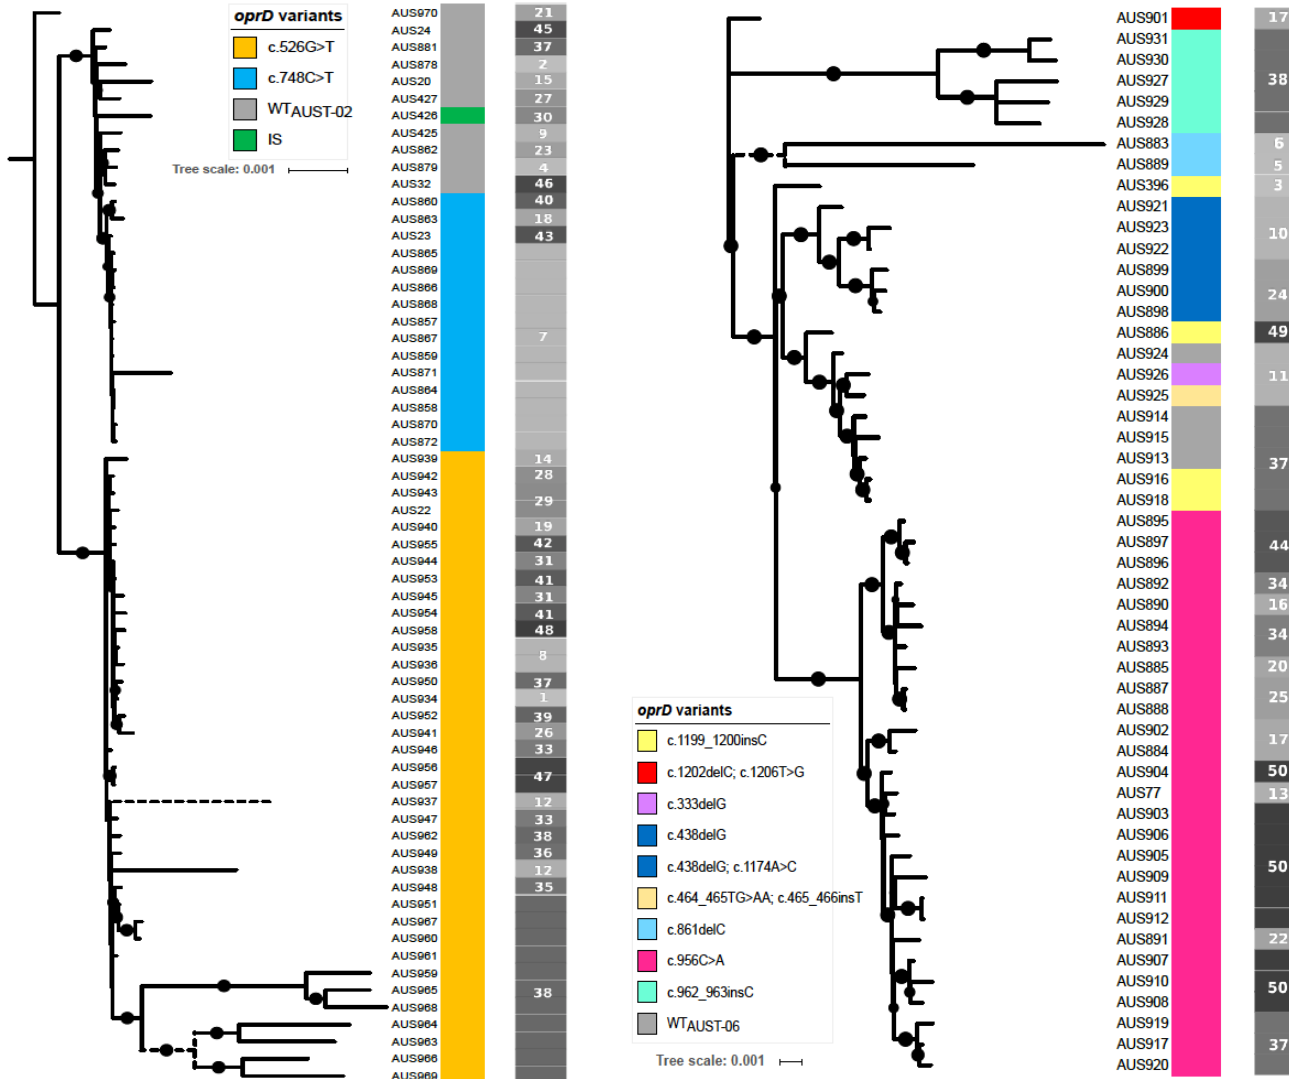 oprD variants
c.526G>T
c.748C>T
WTAUST-02
IS
Tree scale: 0.001
AUS970
AUS24
AUS881
AUS878
AUS20
AUS427
AUS426
AUS425
AUS862
AUS879
AUS32
AUS860
AUS863
AUS23
AUS865
AUS869
AUS866
AUS868
AUS857
AUS867
AUS859
AUS871
AUS864
AUS858
AUS870
AUS872
AUS939
AUS942
AUS943
AUS22
AUS940
AUS955
AUS944
AUS953
AUS945
AUS954
AUS958
AUS935
AUS936
AUS950
AUS934
AUS952
AUS941
AUS946
AUS956
AUS957
AUS937
AUS947
AUS962
AUS949
AUS938
AUS948
AUS951
AUS967
AUS960
AUS961
AUS959
AUS965
AUS968
AUS964
AUS963
AUS966
AUS969
21
45
37
2
15
27
30
9
23
4
46
40
18
43
7
14
28
29
19
42
31
41
31
41
48
8
37
1
39
26
33
47
12
33
38
36
12
35
38
oprD variants
c.1199_1200insC
c.1202delC; c.1206T>G
c.333delG
c.438delG
c.438delG; c.1174A>C
c.464_465TG>AA; c.465_466insT
c.861delC
c.956C>A
c.962_963insC
WTAUST-06
Tree scale: 0.001
AUS901
AUS931
AUS930
AUS927
AUS929
AUS928
AUS883
AUS889
AUS396
AUS921
AUS923
AUS922
AUS899
AUS900
AUS898
AUS886
AUS924
AUS926
AUS925
AUS914
AUS915
AUS913
AUS916
AUS918
AUS895
AUS897
AUS896
AUS892
AUS890
AUS894
AUS893
AUS885
AUS887
AUS888
AUS902
AUS884
AUS904
AUS77
AUS903
AUS906
AUS905
AUS909
AUS911
AUS912
AUS891
AUS907
AUS910
AUS908
AUS919
AUS917
AUS920
17
38
6
5
3
10
24
49
11
37
44
34
16
34
20
25
17
50
13
50
22
50
37